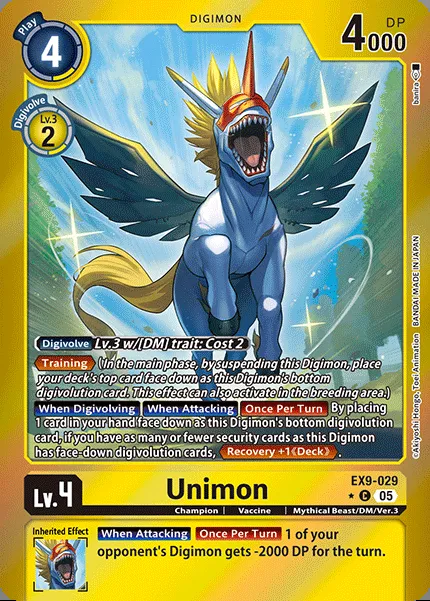 DIGIMON
Play
4
DP
4000
Digivolve
Lv.3
2
banira
Digivolve Lv.3 w/[DM] trait: Cost 2
Training (In the main phase, by suspending this Digimon, place
your deck's top card face down as this Digimon's bottom
digivolution card. This effect can also activate in the breeding area.)
When Digivolving When Attacking Once Per Turn By placing
1 card in your hand face down as this Digimon's bottom digivolution
card, if you have as many or fewer security cards as this Digimon
has face-down digivolution cards, Recovery +1《Deck》.
©Akiyoshi Hongo, Toei Animation BANDAI MADE IN JAPAN
Lv.4
Unimon
EX9-029
C 05
Champion | Vaccine | Mythical Beast/DM/Ver.3
Inherited Effect
When Attacking Once Per Turn 1 of your
opponent's Digimon gets -2000 DP for the turn.